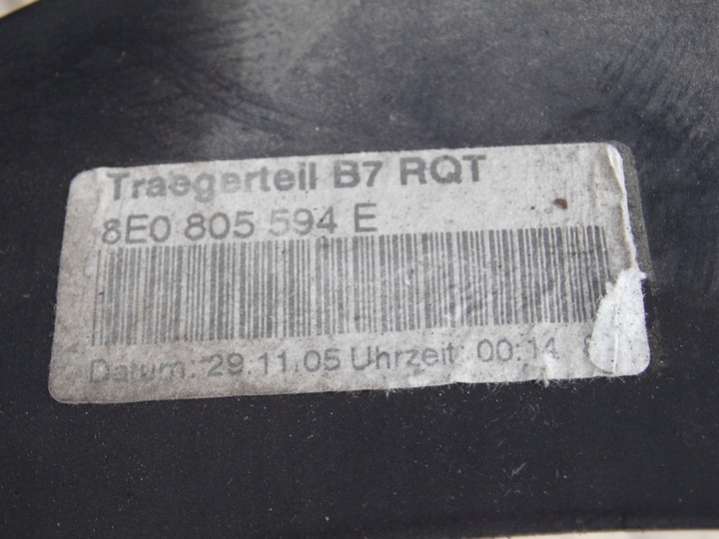 Traegerteil B7 RQT
8E0 805 594 E
Datum: 29.11.05 Uhrzeit: 00:14